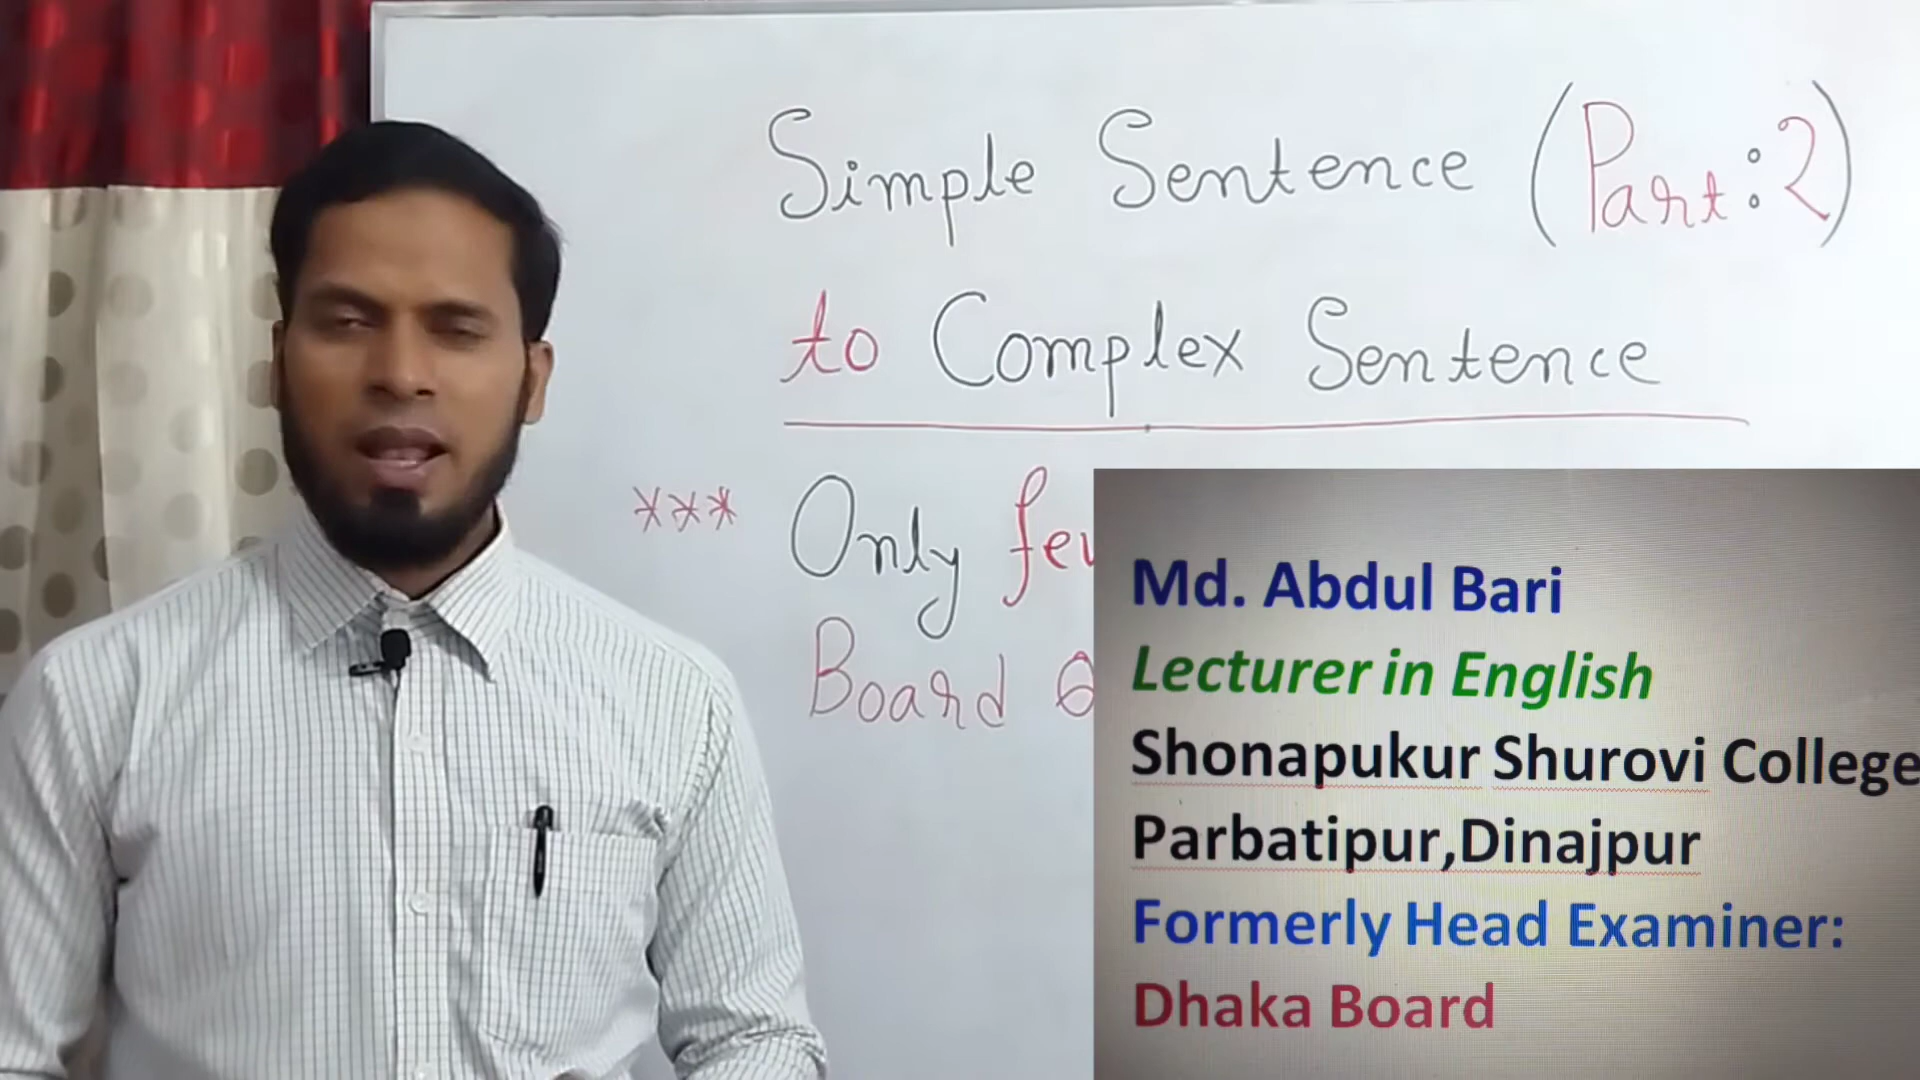 Simple Sentence (Part:2)
to Complex Sentence
*** Only
Board
Md. Abdul Bari
Lecturer in English
Shonapukur Shurovi College
Parbatipur,Dinajpur
Formerly Head Examiner:
Dhaka Board